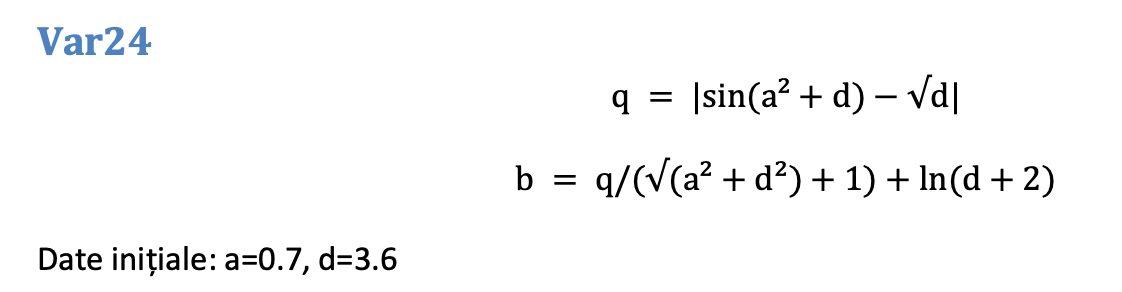 Var24
q = |sin(a² + d) − √d|
b = q/(√(a² + d²) + 1) + ln(d + 2)
Date inițiale: a=0.7, d=3.6